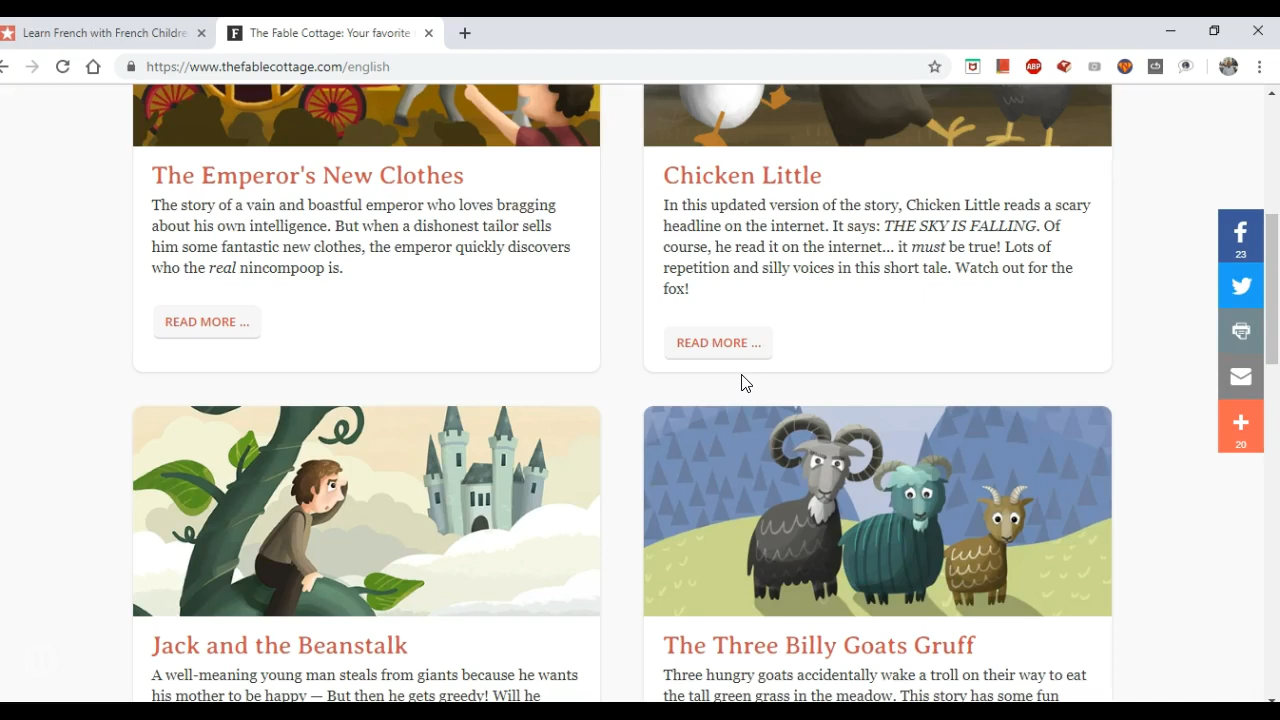 Learn French with French Childre
The Fable Cottage: Your favorite
https://www.thefablecottage.com/english
ABP
The Emperor's New Clothes
The story of a vain and boastful emperor who loves bragging
about his own intelligence. But when a dishonest tailor sells
him some fantastic new clothes, the emperor quickly discovers
who the real nincompoop is.
READ MORE ...
Chicken Little
In this updated version of the story, Chicken Little reads a scary
headline on the internet. It says: THE SKY IS FALLING. Of
course, he read it on the internet... it must be true! Lots of
repetition and silly voices in this short tale. Watch out for the
fox!
READ MORE ...
23
20
Jack and the Beanstalk
A well-meaning young man steals from giants because he wants
his mother to be happy — But then he gets greedy! Will he
The Three Billy Goats Gruff
Three hungry goats accidentally wake a troll on their way to eat
the tall green grass in the meadow. This story has some fun